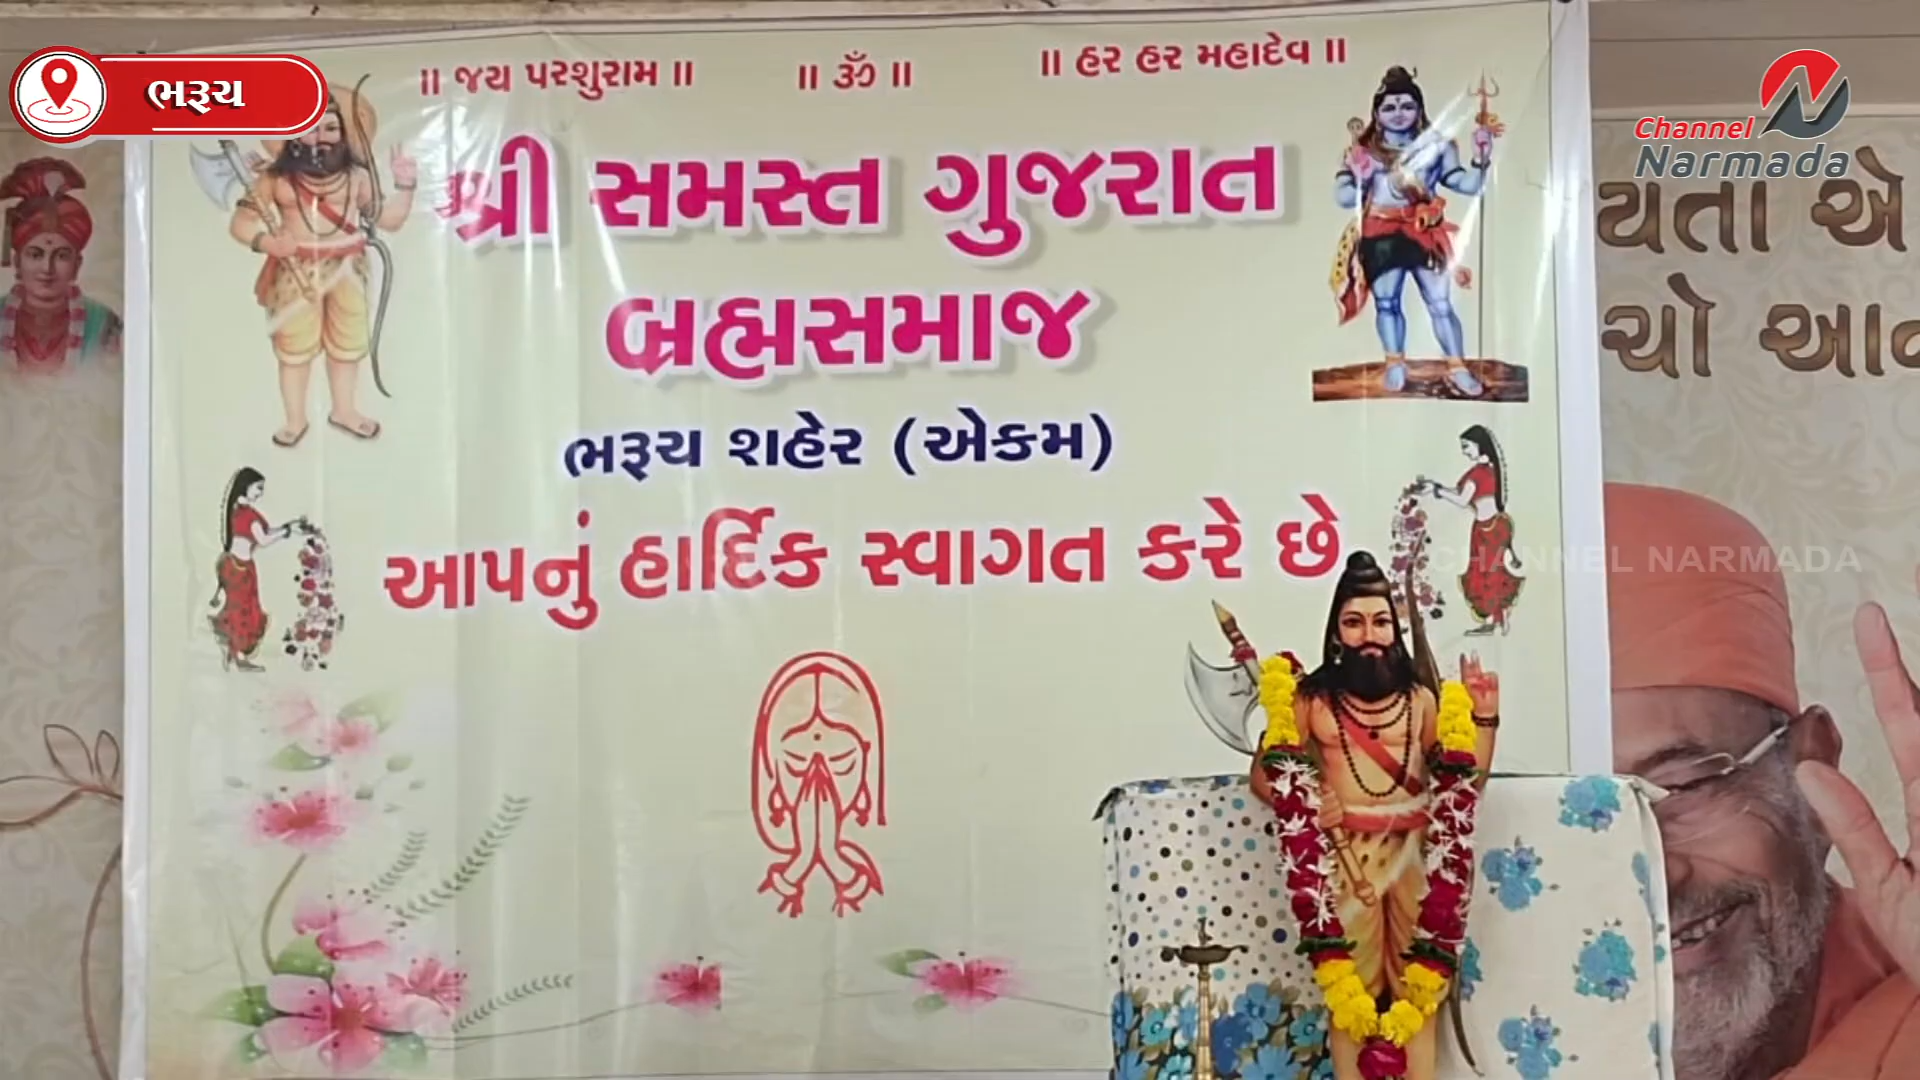 ભરૂચ
॥ જય પરશુરામ ॥ ॥ ૐ ॥ ॥ હર હર મહાદેવ ॥
Channel
Narmada
શ્રી સમસ્ત ગુજરાત
બ્રહ્મસમાજ
ભરૂચ શહેર (એકમ)
આપનું હાર્દિક સ્વાગત કરે છે
CHANNEL NARMADA